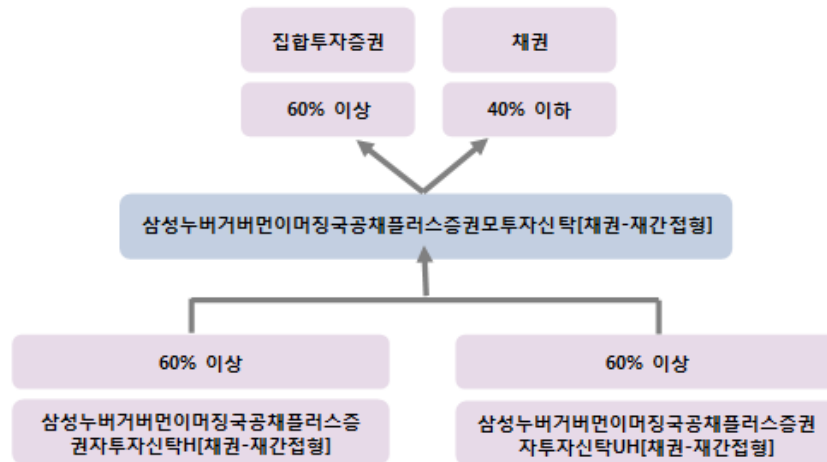 집합투자증권
채권
60% 이상
40% 이하
삼성누버거버먼이머징국공채플러스증권모투자신탁[채권-재간접형]
60% 이상
60% 이상
삼성누버거버먼이머징국공채플러스증
권자투자신탁H[채권-재간접형]
삼성누버거버먼이머징국공채플러스증권
자투자신탁UH[채권-재간접형]